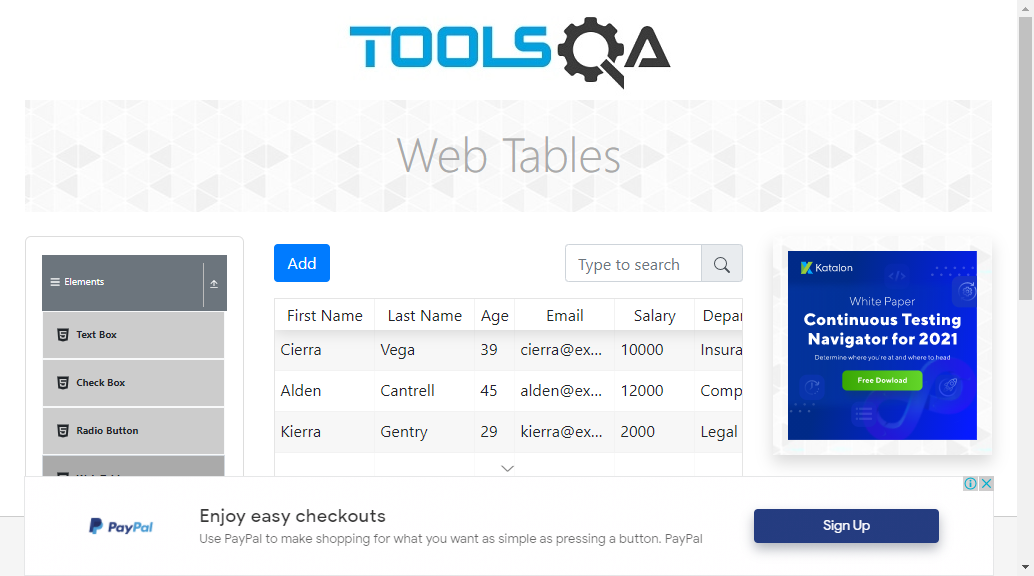 TOOLSQA
Web Tables
Elements
Text Box
Check Box
Radio Button
Add
Type to search
First Name Last Name Age Email Salary Depar
Cierra Vega 39 cierra@ex... 10000 Insura
Alden Cantrell 45 alden@ex... 12000 Comp
Kierra Gentry 29 kierra@ex... 2000 Legal
Katalon
White Paper
Continuous Testing
Navigator for 2021
Determine where you're at and where to head
Free Dowload
PayPal
Enjoy easy checkouts
Use PayPal to make shopping for what you want as simple as pressing a button. PayPal
Sign Up